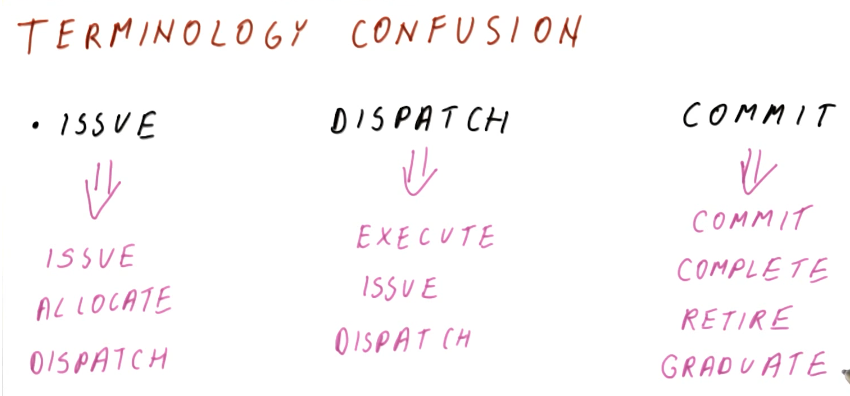 TERMINOLOGY CONFUSION
• ISSUE DISPATCH COMMIT
ISSUE EXECUTE COMMIT
ALLOCATE ISSUE COMPLETE
DISPATCH DISPATCH RETIRE
GRADUATE